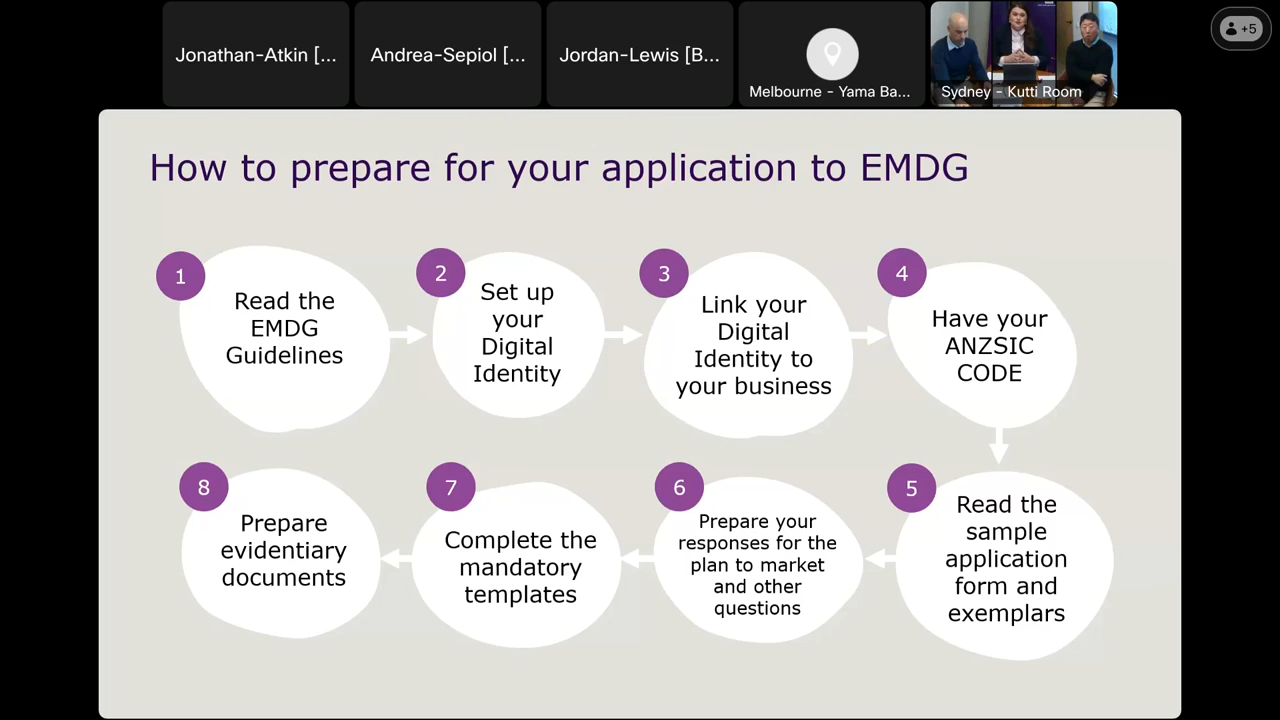 Jonathan-Atkin [...
Andrea-Sepiol [...
Jordan-Lewis [B...
Melbourne - Yama Ba...
Sydney - Kutti Room
+5
How to prepare for your application to EMDG
1
Read the
EMDG
Guidelines
2
Set up
your
Digital
Identity
3
Link your
Digital
Identity to
your business
4
Have your
ANZSIC
CODE
5
Read the
sample
application
form and
exemplars
6
Prepare your
responses for the
plan to market
and other
questions
7
Complete the
mandatory
templates
8
Prepare
evidentiary
documents